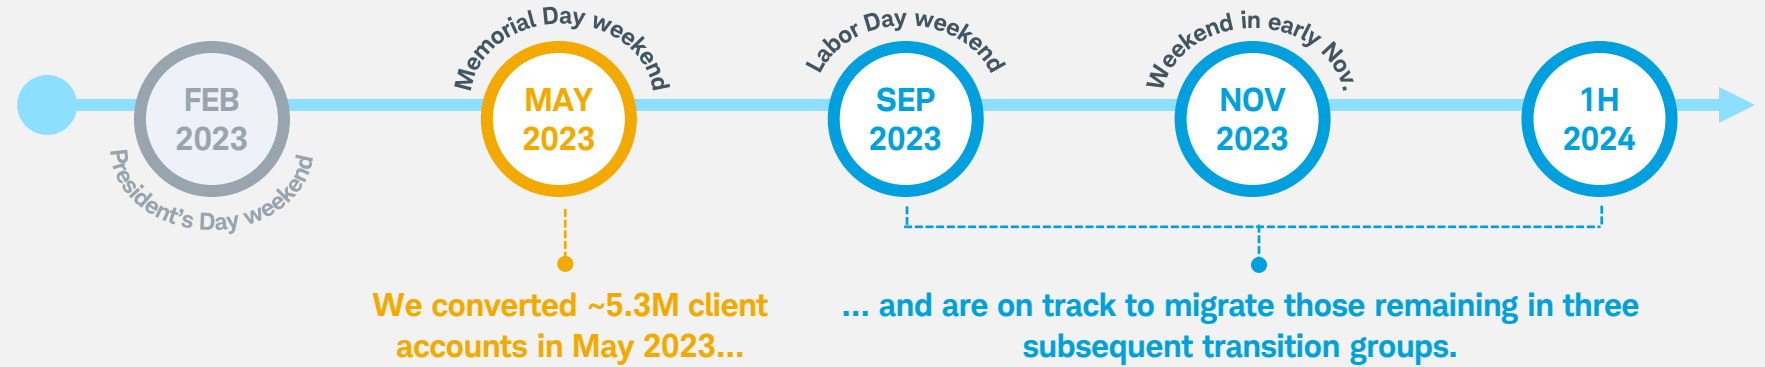 FEB
2023
President's Day weekend
Memorial Day weekend
MAY
2023
Labor Day weekend
SEP
2023
Weekend in early Nov.
NOV
2023
1H
2024
We converted ~5.3M client
accounts in May 2023...
... and are on track to migrate those remaining in three
subsequent transition groups.